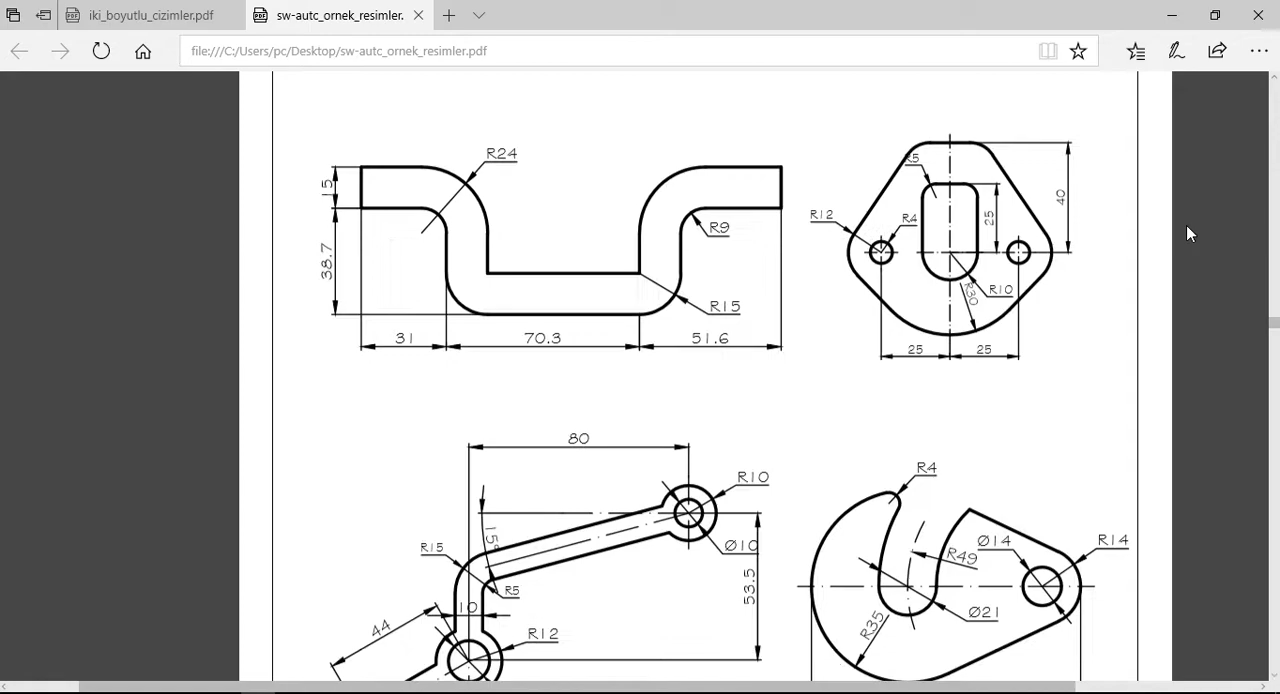 iki_boyutlu_cizimler.pdf
sw-autc_ornek_resimler.
file:///C:/Users/pc/Desktop/sw-autc_ornek_resimler.pdf
R24
15
38.7
R9
R15
31
70.3
51.6
R5
R12
R4
25
40
R10
R30
25
25
80
R10
15°
R15
Ø10
53.5
R5
10
44
R12
R4
Ø14
R14
R49
Ø21
R35